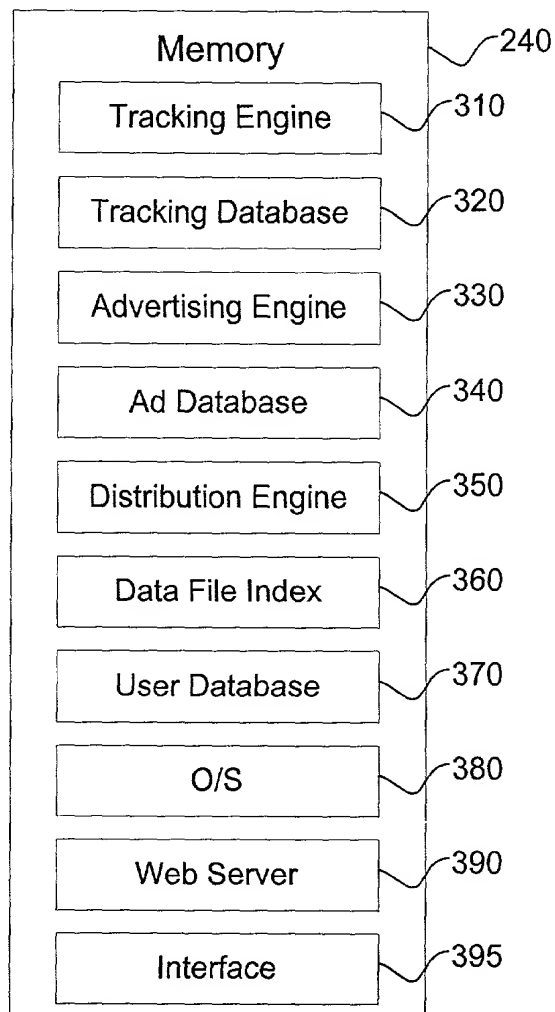 Memory 240
Tracking Engine 310
Tracking Database 320
Advertising Engine 330
Ad Database 340
Distribution Engine 350
Data File Index 360
User Database 370
O/S 380
Web Server 390
Interface 395